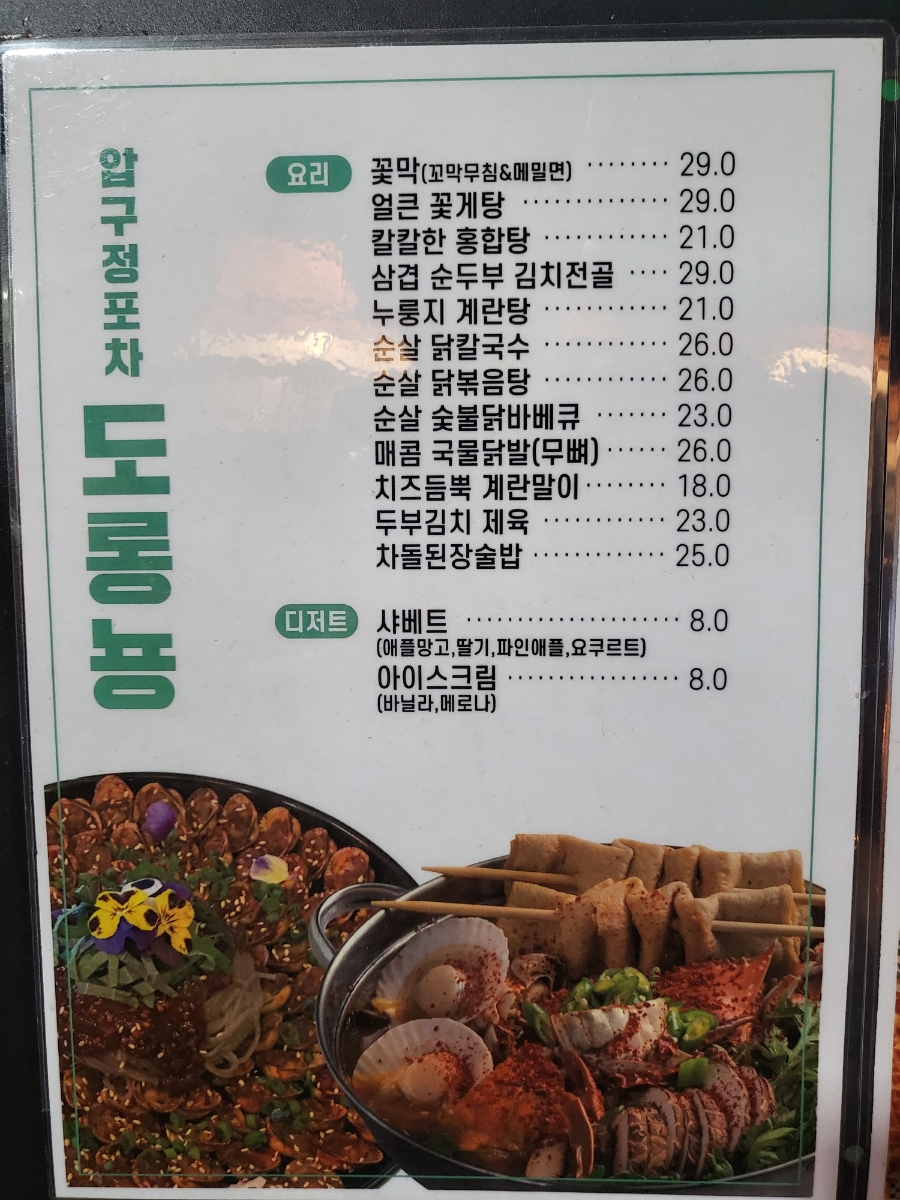 압구정포차
도롱뇽
요리
꽃막(꼬막무침&메밀면) ········ 29.0
얼큰 꽃게탕 ·············· 29.0
칼칼한 홍합탕 ············ 21.0
삼겹 순두부 김치전골 ···· 29.0
누룽지 계란탕 ············ 21.0
순살 닭칼국수 ············ 26.0
순살 닭볶음탕 ············ 26.0
순살 숯불닭바베큐 ······· 23.0
매콤 국물닭발(무뼈) ······ 26.0
치즈듬뿍 계란말이 ········ 18.0
두부김치 제육 ············ 23.0
차돌된장술밥 ············· 25.0
디저트
샤베트 ····················· 8.0
(애플망고,딸기,파인애플,요쿠르트)
아이스크림 ················· 8.0
(바닐라,메로나)